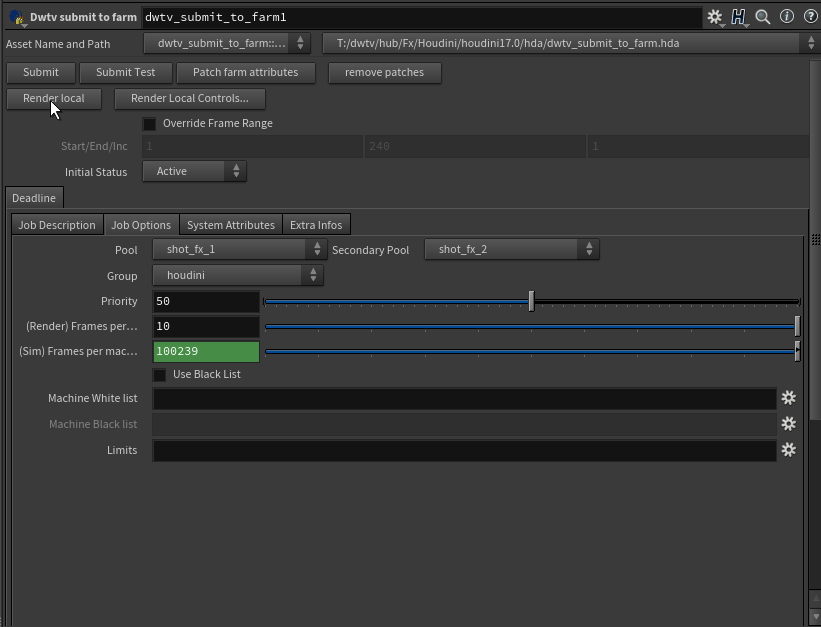 Dwtv submit to farm dwtv_submit_to_farm1
Asset Name and Path dwtv_submit_to_farm::... T:/dwtv/hub/Fx/Houdini/houdini17.0/hda/dwtv_submit_to_farm.hda
Submit Submit Test Patch farm attributes remove patches
Render local Render Local Controls...
Override Frame Range
Start/End/Inc 1 240 1
Initial Status Active
Deadline
Job Description Job Options System Attributes Extra Infos
Pool shot_fx_1 Secondary Pool shot_fx_2
Group houdini
Priority 50
(Render) Frames per... 10
(Sim) Frames per mac... 100239
Use Black List
Machine White list
Machine Black list
Limits